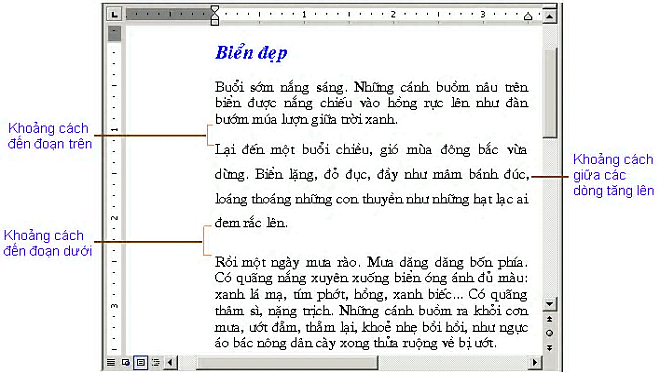 1 1 2 3
Biển đẹp
Buổi sớm nắng sáng. Những cánh buồm nâu trên
biển được nắng chiếu vào hồng rực lên như đàn
bướm múa lượn giữa trời xanh.
Khoảng cách
đến đoạn trên
1
Lại đến một buổi chiều, gió mùa đông bắc vừa
dừng. Biển lặng, đỏ đục, đầy như mâm bánh đúc,
loáng thoáng những con thuyền như những hạt lạc ai
đem rắc lên.
Khoảng cách
giữa các
dòng tăng lên
2
Khoảng cách
đến đoạn dưới
Rồi một ngày mưa rào. Mưa dăng dăng bốn phía.
Có quãng nắng xuyên xuống biển óng ánh đủ màu:
xanh lá mạ, tím phớt, hồng, xanh biếc... Có quãng
thâm sì, nặng trịch. Những cánh buồm ra khỏi cơn
mưa, ướt đẫm, thẫm lại, khoẻ nhẹ bồi hồi, như ngực
áo bác nông dân cày xong thửa ruộng về bị ướt.
3